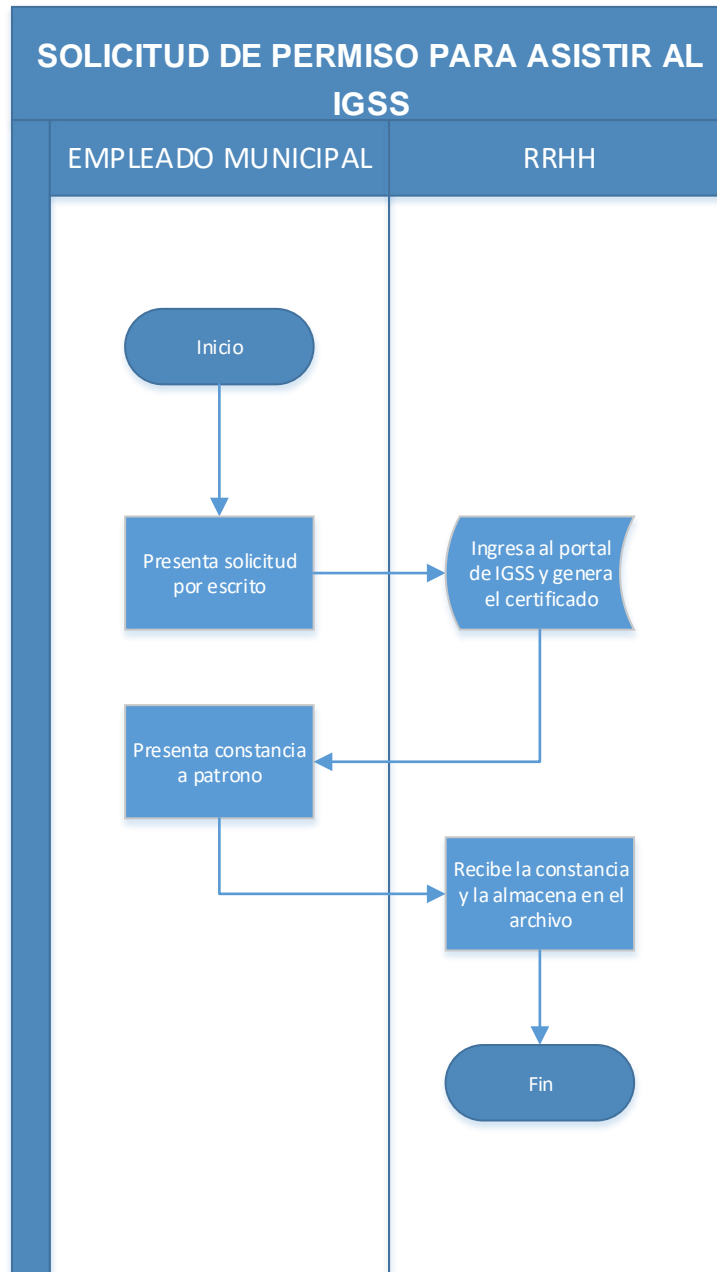 SOLICITUD DE PERMISO PARA ASISTIR AL
IGSS
EMPLEADO MUNICIPAL
RRHH
Inicio
Presenta solicitud
por escrito
Ingresa al portal
de IGSS y genera
el certificado
Presenta constancia
a patrono
Recibe la constancia
y la almacena en el
archivo
Fin